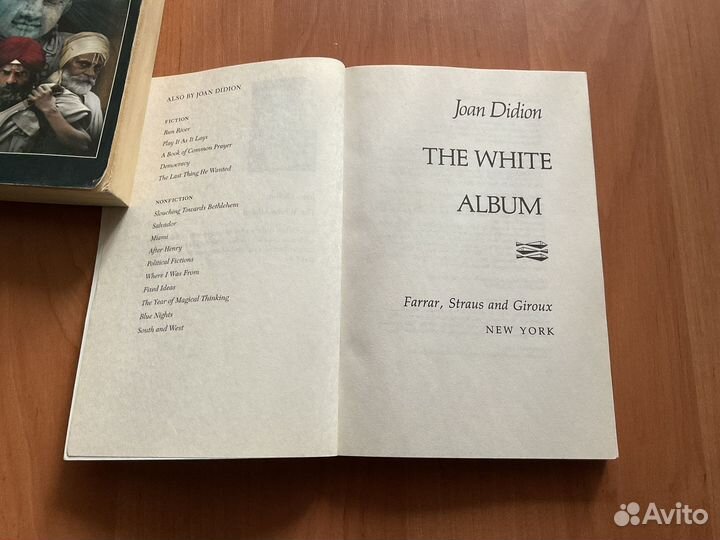 ALSO BY JOAN DIDION
FICTION
Run River
Play It As It Lays
A Book of Common Prayer
Democracy
The Last Thing He Wanted
NONFICTION
Slouching Towards Bethlehem
Salvador
Miami
After Henry
Political Fictions
Where I Was From
Fixed Ideas
The Year of Magical Thinking
Blue Nights
South and West
Joan Didion
THE WHITE
ALBUM
Farrar, Straus and Giroux
NEW YORK
Avito